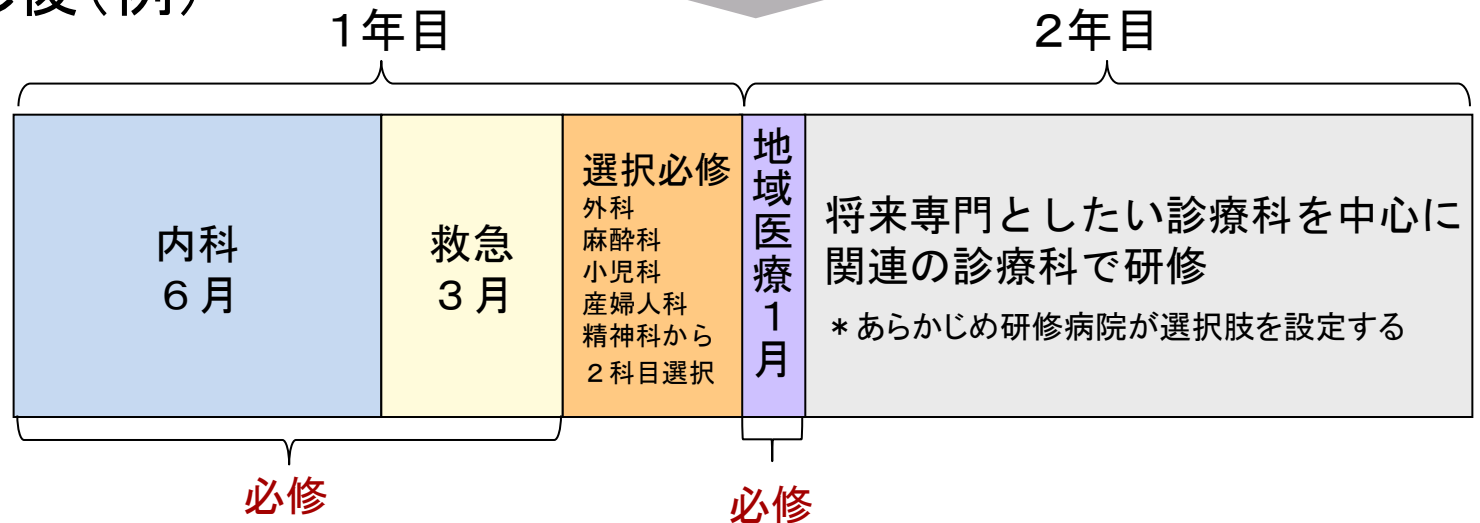 後(例)
1年目
2年目
内科
6月
救急
3月
選択必修
外科
麻酔科
小児科
産婦人科
精神科から
2科目選択
地域医療1月
将来専門としたい診療科を中心に
関連の診療科で研修
*あらかじめ研修病院が選択肢を設定する
必修
必修